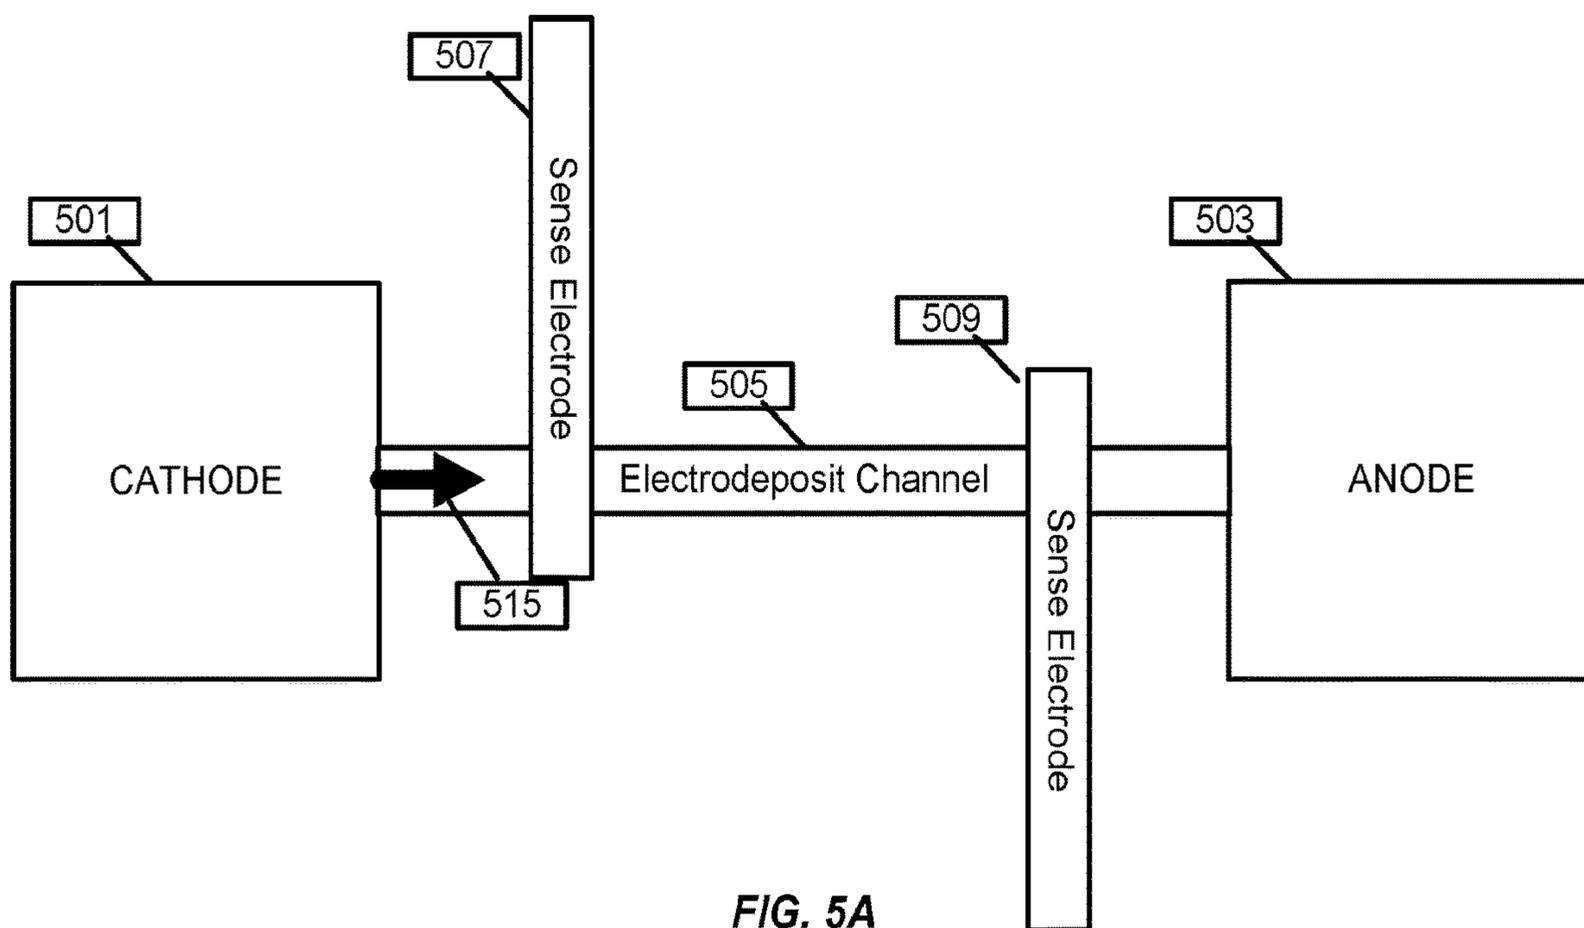 507
Sense Electrode
501
503
509
505
CATHODE
Electrodeposit Channel
ANODE
Sense Electrode
515
FIG. 5A